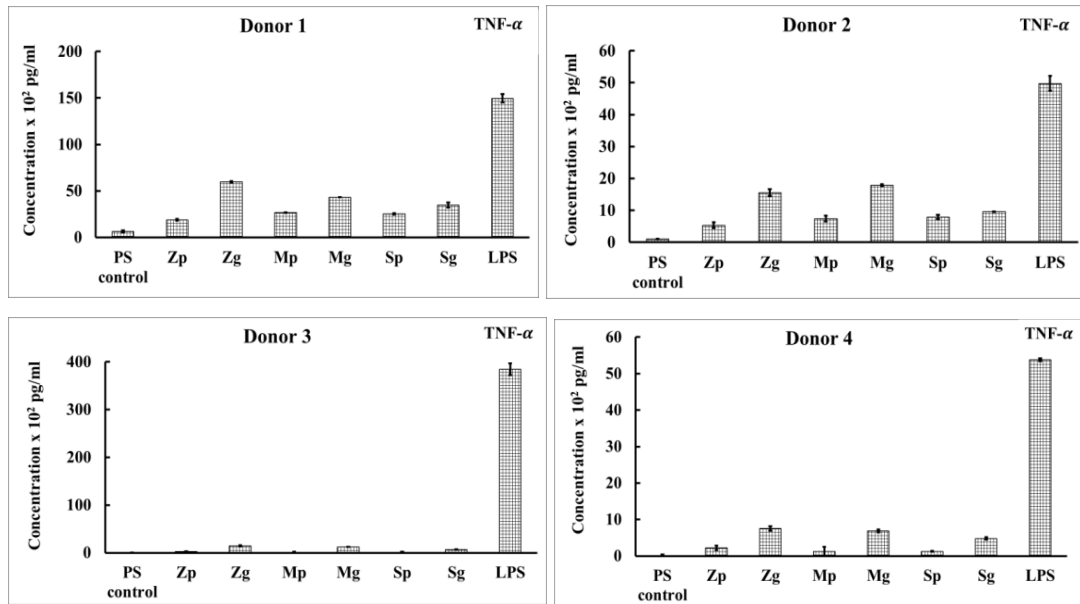 Donor 1
TNF-α
Concentration x 10² pg/ml
200
150
100
50
0
PS control
Zp
Zg
Mp
Mg
Sp
Sg
LPS
Donor 2
TNF-α
Concentration x 10² pg/ml
60
50
40
30
20
10
0
PS control
Zp
Zg
Mp
Mg
Sp
Sg
LPS
Donor 3
TNF-α
Concentration x 10² pg/ml
400
300
200
100
0
PS control
Zp
Zg
Mp
Mg
Sp
Sg
LPS
Donor 4
TNF-α
Concentration x 10² pg/ml
60
50
40
30
20
10
0
PS control
Zp
Zg
Mp
Mg
Sp
Sg
LPS